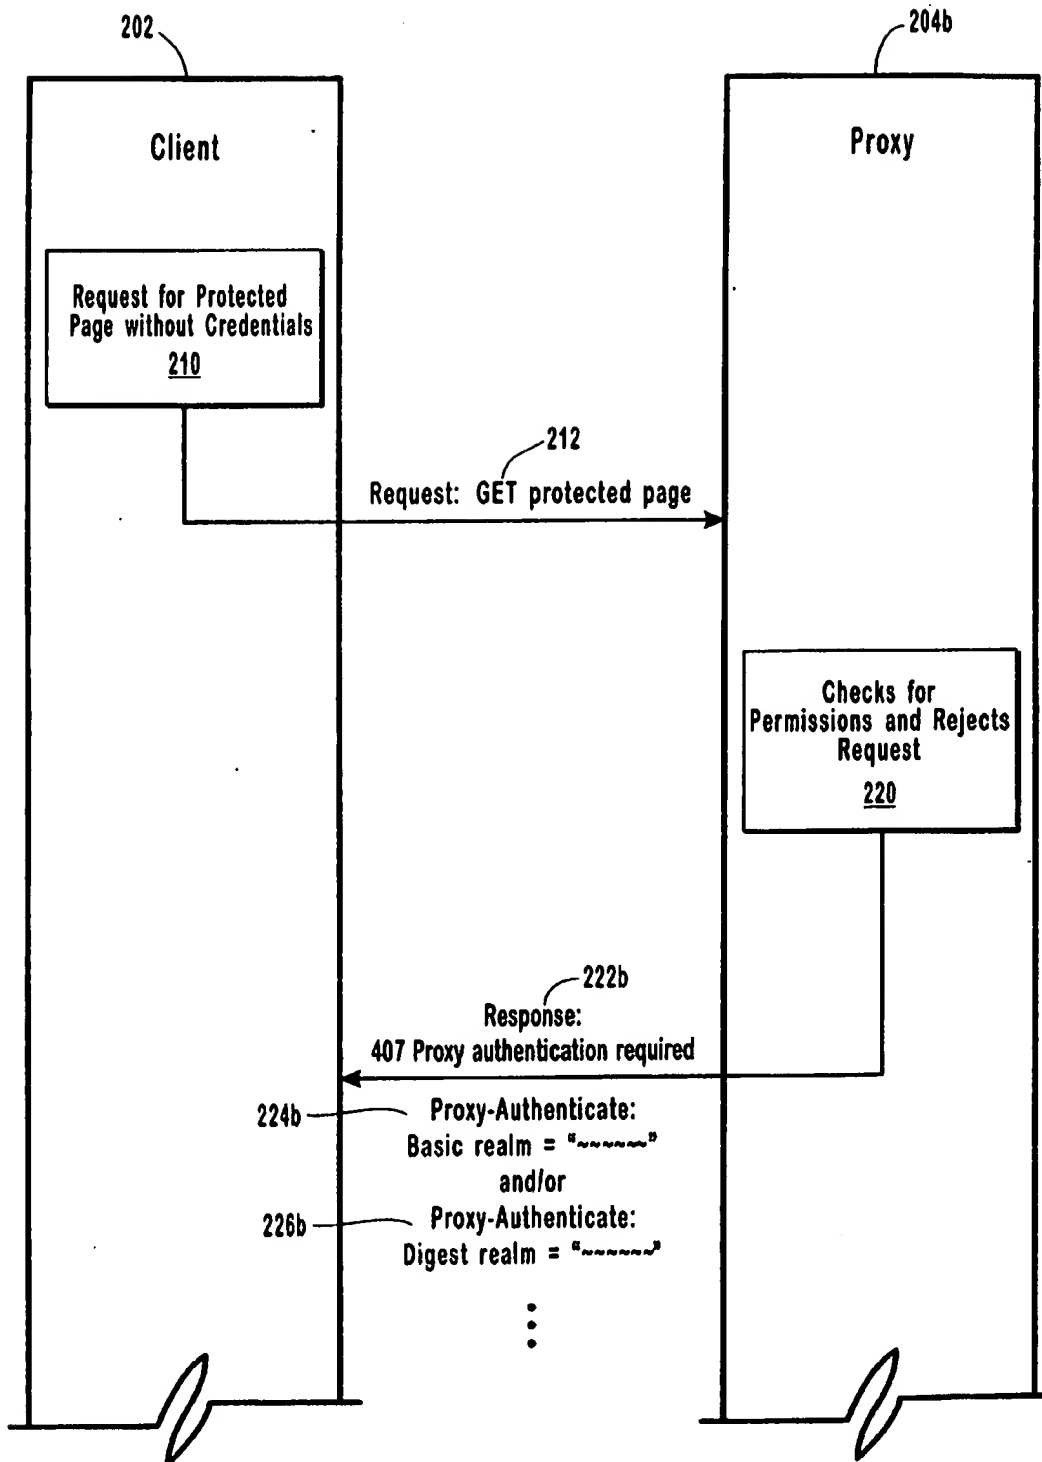 202
204b
Client
Proxy
Request for Protected
Page without Credentials
210
212
Request: GET protected page
Checks for
Permissions and Rejects
Request
220
222b
Response:
407 Proxy authentication required
224b
Proxy-Authenticate:
Basic realm = "~~~~~~"
and/or
226b
Proxy-Authenticate:
Digest realm = "~~~~~~"